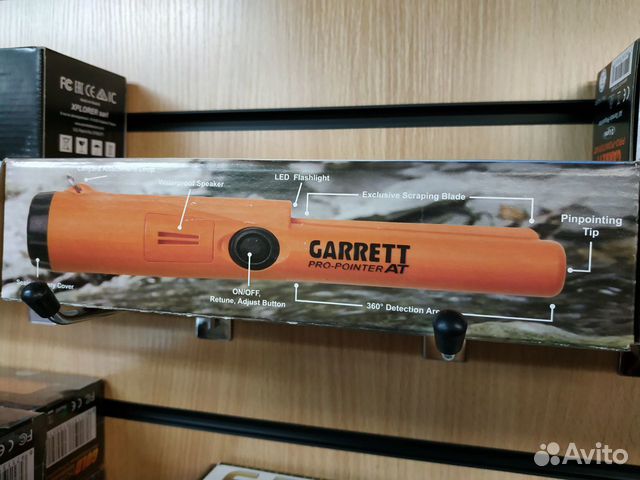 XPLORER
Waterproof Speaker
LED Flashlight
Exclusive Scraping Blade
Pinpointing
Tip
GARRETT
PRO-POINTER AT
Cover
ON/OFF,
Retune, Adjust Button
360° Detection
Avito